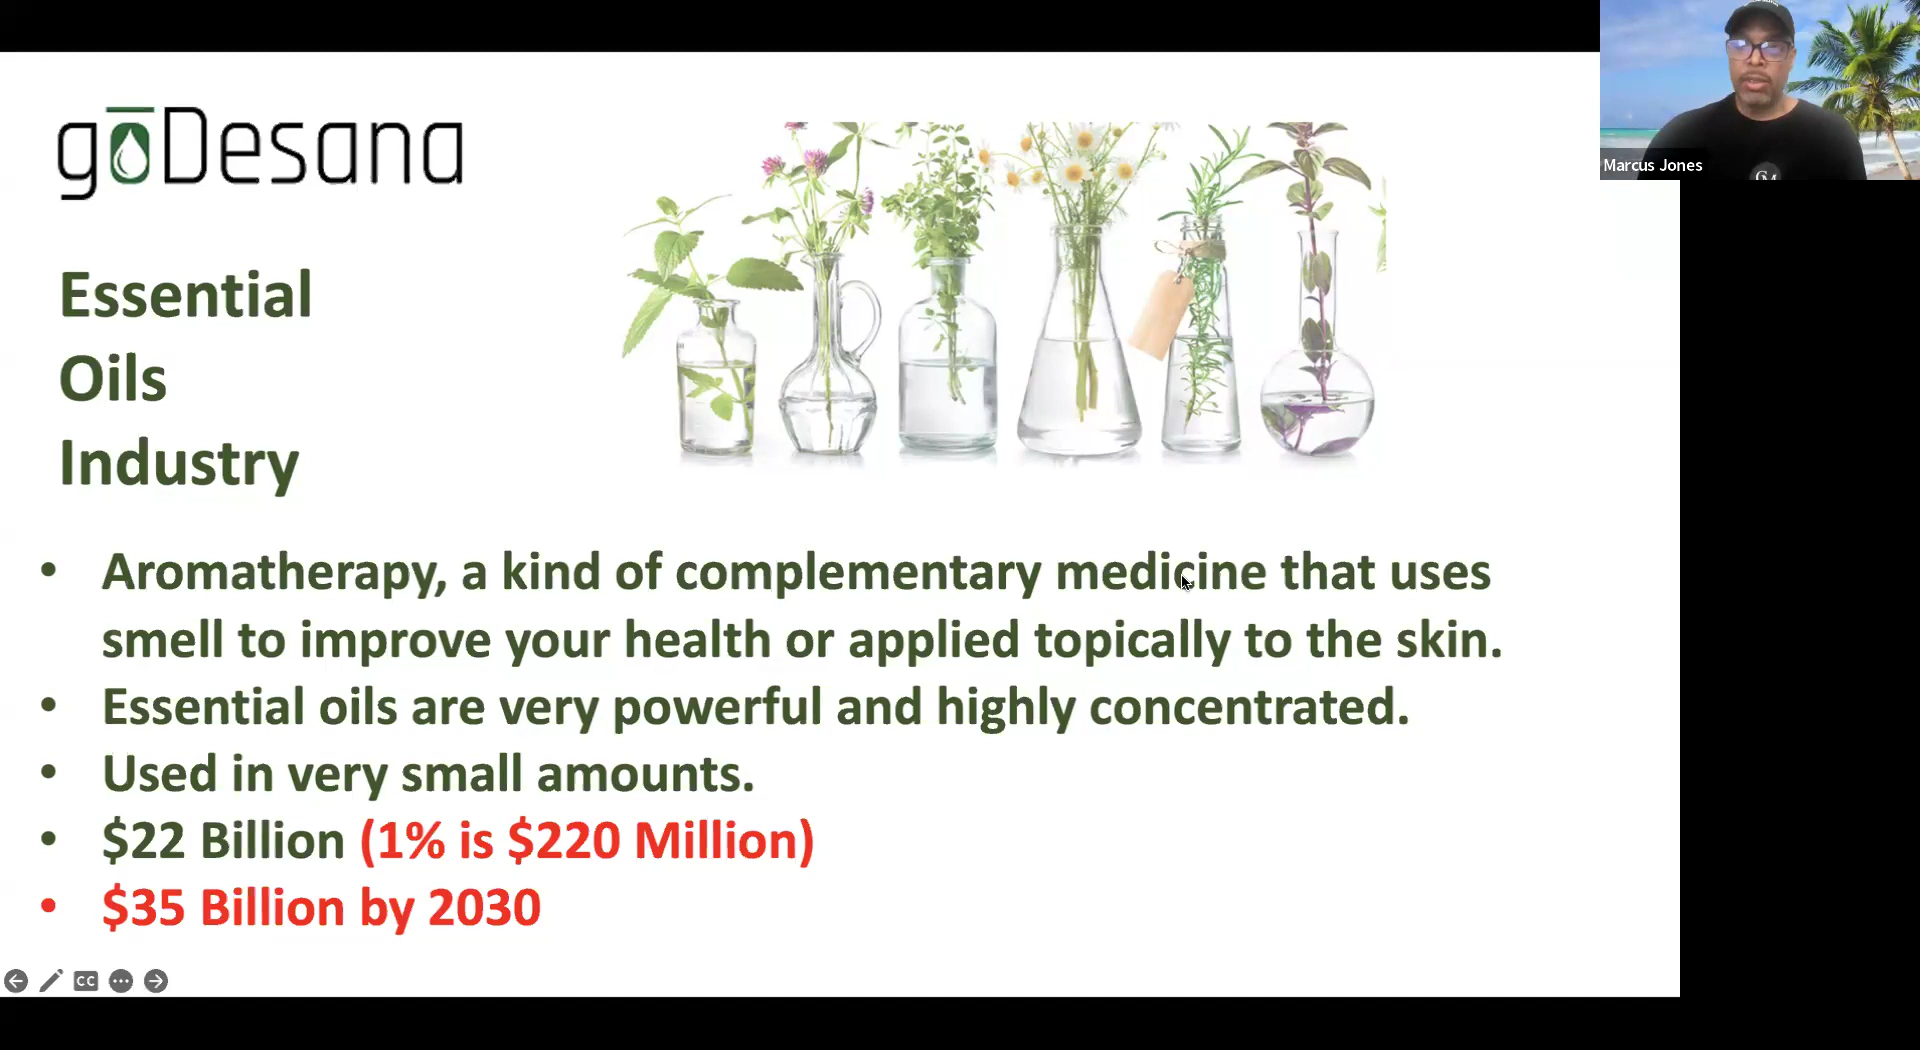 gōDesana
Marcus Jones
Essential
Oils
Industry
• Aromatherapy, a kind of complementary medicine that uses
smell to improve your health or applied topically to the skin.
• Essential oils are very powerful and highly concentrated.
• Used in very small amounts.
• $22 Billion (1% is $220 Million)
• $35 Billion by 2030
CC